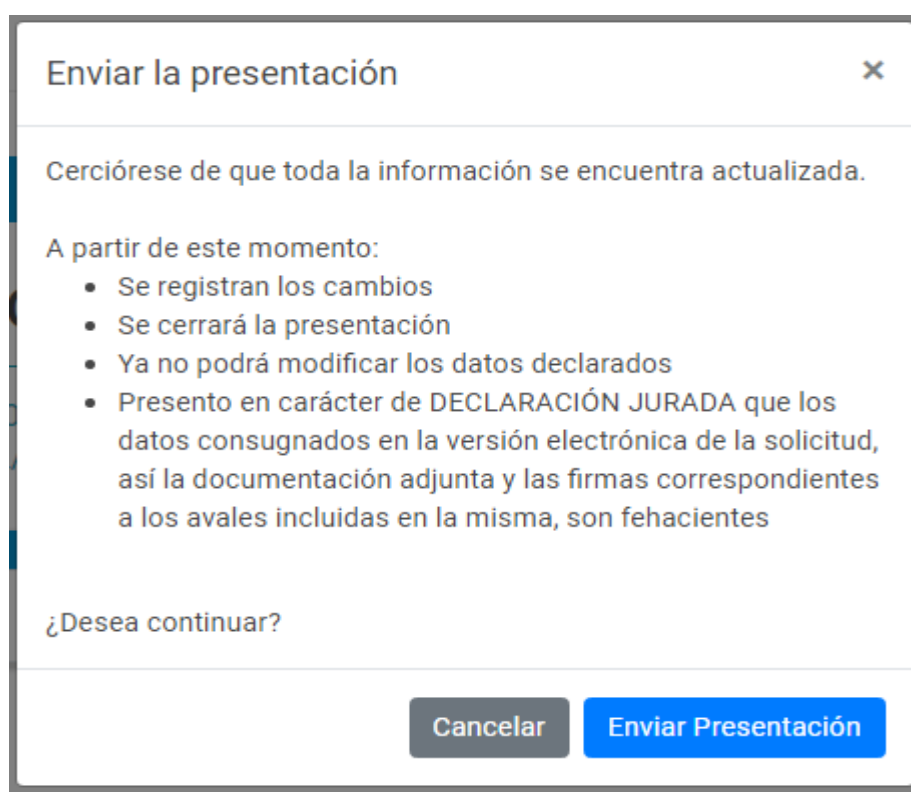 Enviar la presentación ×
Cerciórese de que toda la información se encuentra actualizada.
A partir de este momento:
• Se registran los cambios
• Se cerrará la presentación
• Ya no podrá modificar los datos declarados
• Presento en carácter de DECLARACIÓN JURADA que los
datos consugnados en la versión electrónica de la solicitud,
así la documentación adjunta y las firmas correspondientes
a los avales incluidas en la misma, son fehacientes
¿Desea continuar?
Cancelar Enviar Presentación